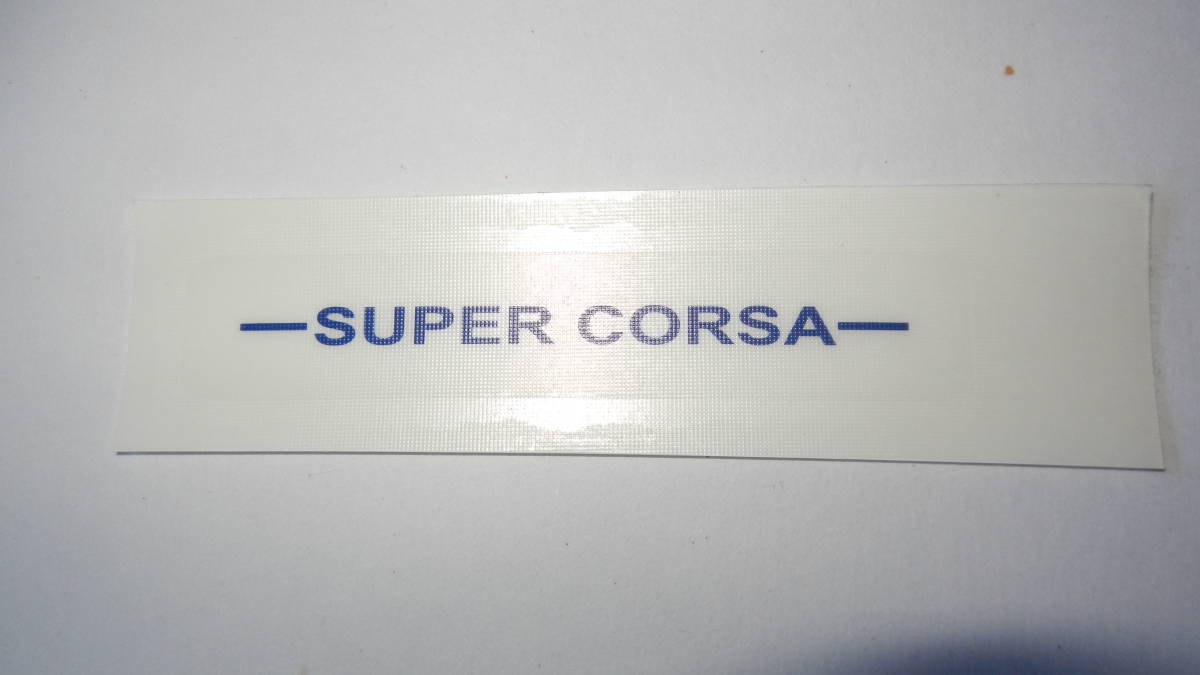 —SUPER CORSA—